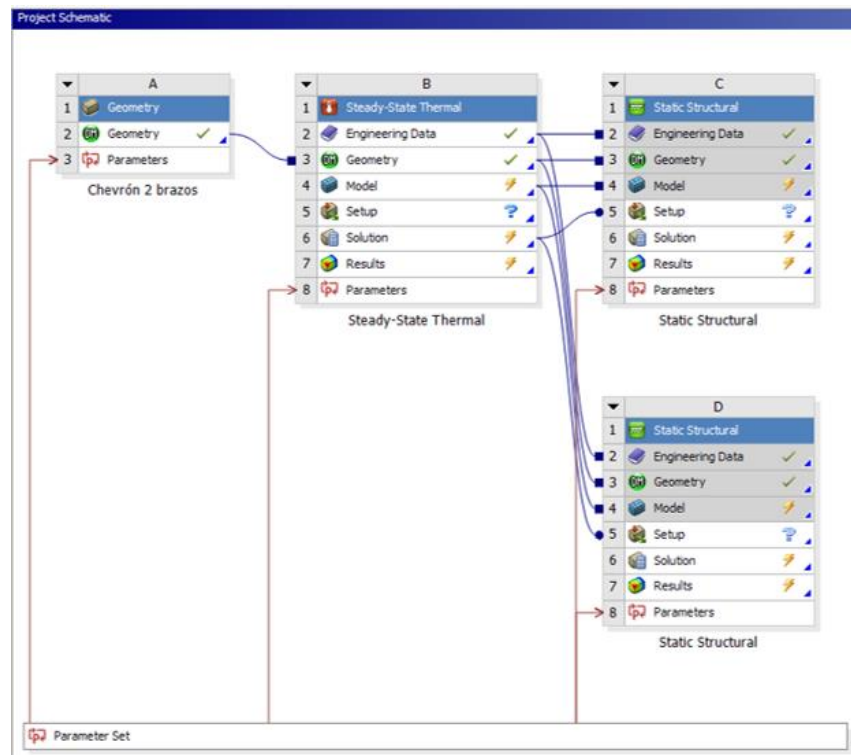 Project Schematic
A
1 Geometry
2 Geometry
3 Parameters
Chevrón 2 brazos
B
1 Steady-State Thermal
2 Engineering Data
3 Geometry
4 Model
5 Setup
6 Solution
7 Results
8 Parameters
Steady-State Thermal
C
1 Static Structural
2 Engineering Data
3 Geometry
4 Model
5 Setup
6 Solution
7 Results
8 Parameters
Static Structural
D
1 Static Structural
2 Engineering Data
3 Geometry
4 Model
5 Setup
6 Solution
7 Results
8 Parameters
Static Structural
Parameter Set